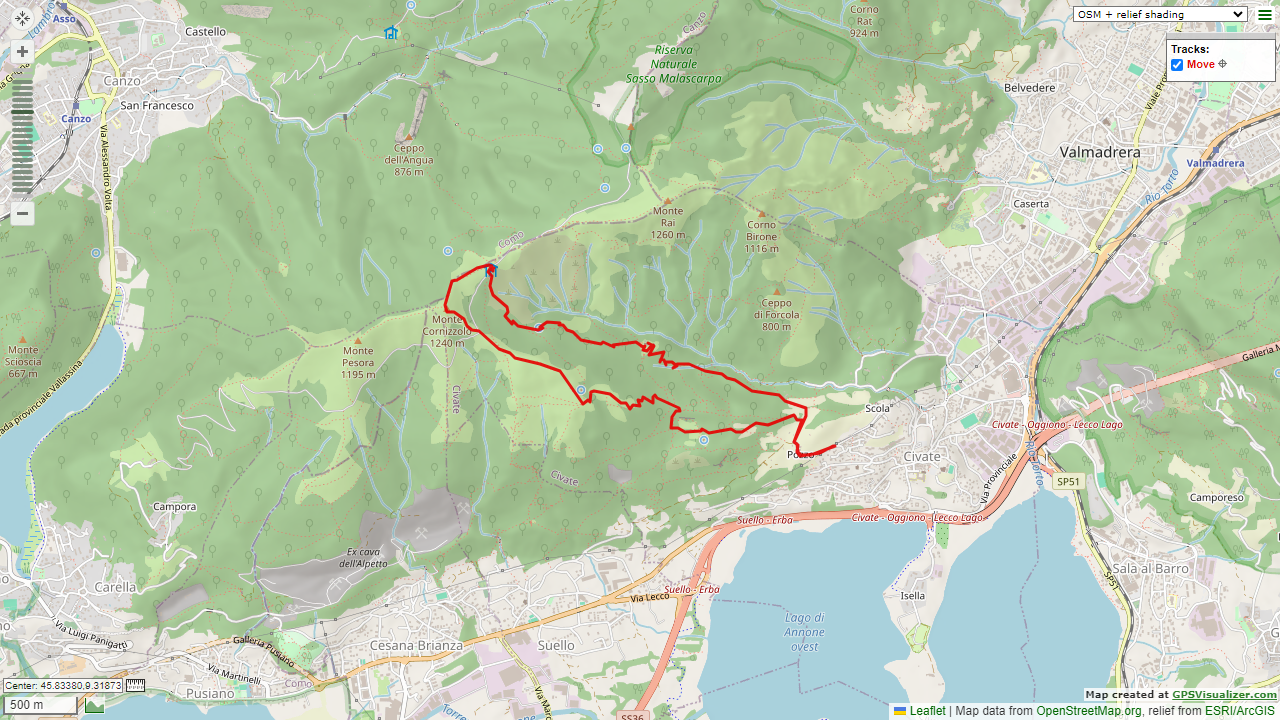 Asso
Castello
Corno
Rat
924 m
OSM + relief shading
Tracks:
Move
Riserva
Naturale
Sasso Malascarpa
Canzo
San Francesco
Canzo
Via Alessandro Volta
Belvedere
Valmadrera
Valmadrera
Rio Torto
Ceppo
dell'Angua
876 m
Caserta
Monte
Rai
1260 m
Corno
Birone
1116 m
Como
Ceppo
di Forcola
800 m
Monte
Cornizzolo
1240 m
Monte
Scioscia
667 m
Monte
Pesora
1195 m
Civate
Scola
Civate - Oggiono - Lecco Lago
Civate
Pozzo
Civate
Via Provinciale
SP51
Camporeso
Campora
Suello - Erba
Civate - Oggiono - Lecco Lago
Ex cava
dell'Alpetto
Sala al Barro
SP51
Carella
Suello - Erba
Via Lecco
Isella
Lago di
Annone
ovest
Via Luigi Parravatti
Galleria Pusiano
Cesana Brianza
Suello
Via Martinelli
Como
Pusiano
Center: 45.83380,9.31873
500 m
SS36
Map created at GPSVisualizer.com
Leaflet | Map data from OpenStreetMap.org, relief from ESRI/ArcGIS